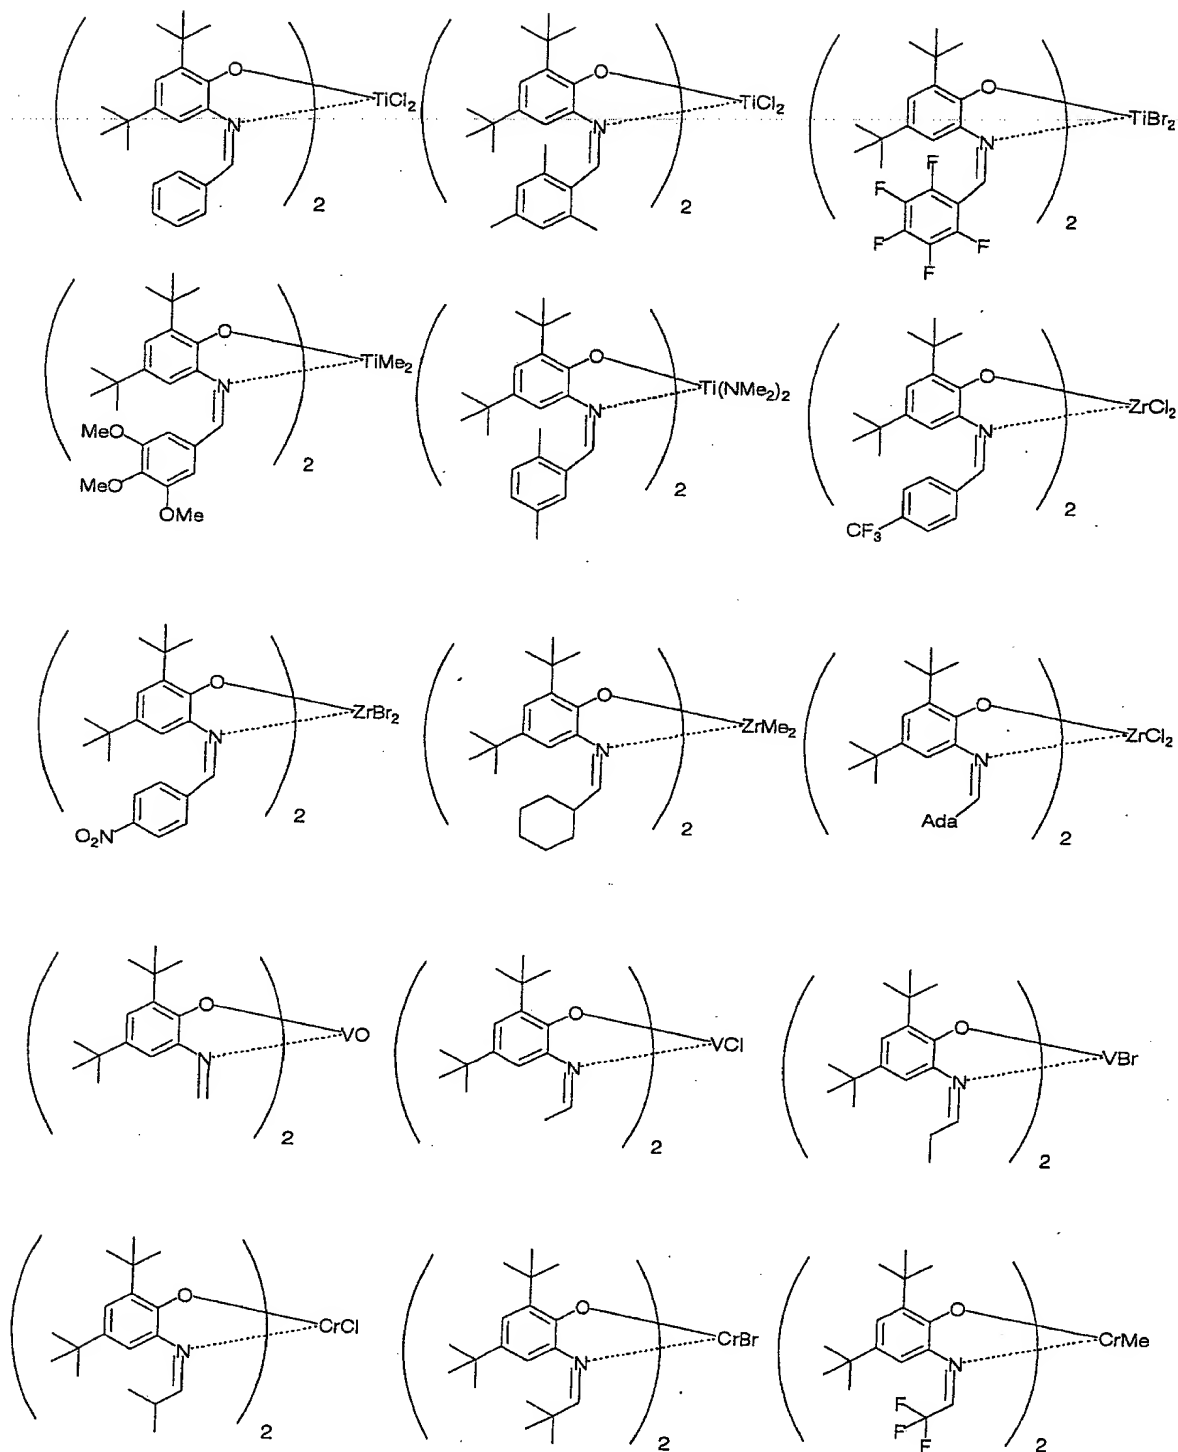 O TiCl2 N 2
O TiCl2 N 2
O TiBr2 N F F F F F 2
O TiMe2 N MeO MeO OMe 2
O Ti(NMe2)2 N 2
O ZrCl2 N CF3 2
O ZrBr2 N O2N 2
O ZrMe2 N 2
O ZrCl2 N Ada 2
O VO N 2
O VCl N 2
O VBr N 2
O CrCl N 2
O CrBr N 2
O CrMe N F F F 2